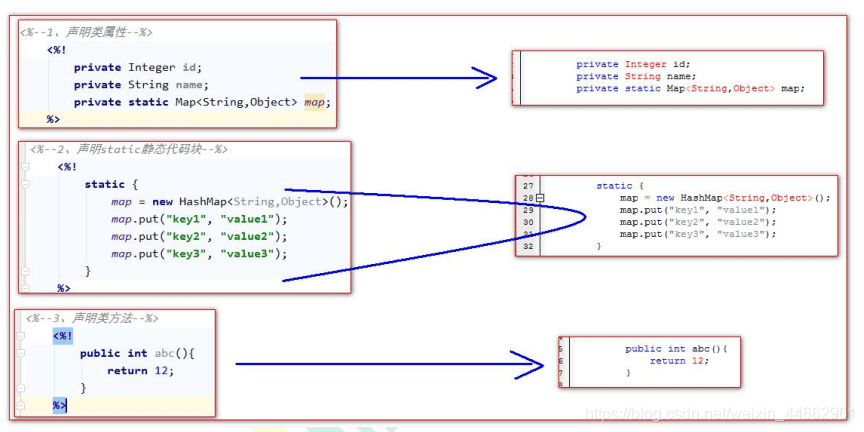 <%--1、声明类属性--%>
<%!
private Integer id;
private String name;
private static Map<String,Object> map;
%>
private Integer id;
private String name;
private static Map<String,Object> map;
<%--2、声明static静态代码块--%>
<%!
static {
map = new HashMap<String,Object>();
map.put("key1", "value1");
map.put("key2", "value2");
map.put("key3", "value3");
}
%>
27 static {
28 map = new HashMap<String,Object>();
29 map.put("key1", "value1");
30 map.put("key2", "value2");
31 map.put("key3", "value3");
32 }
<%--3、声明类方法--%>
<%!
public int abc(){
return 12;
}
%>
5 public int abc(){
6 return 12;
7 }
https://blog.csdn.net/weixin_44662961